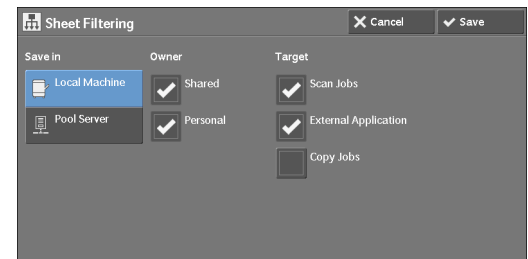 Sheet Filtering
Cancel
Save
Save in
Owner
Target
Local Machine
Shared
Scan Jobs
Pool Server
Personal
External Application
Copy Jobs